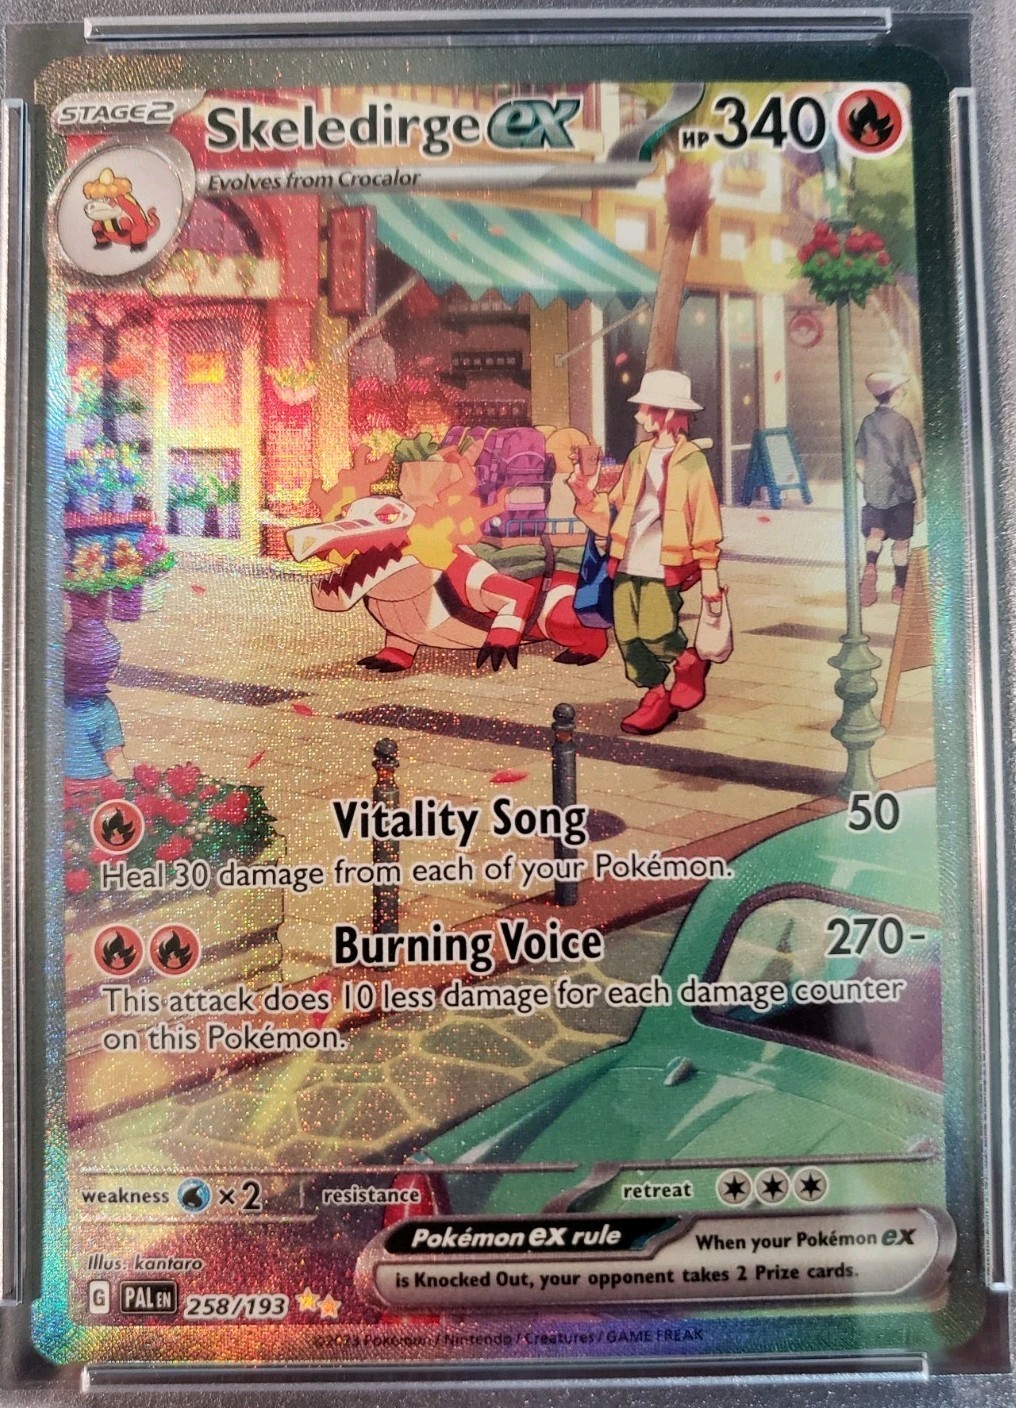 STAGE 2
Skeledirge ex HP 340
Evolves from Crocalor
Vitality Song 50
Heal 30 damage from each of your Pokémon.
Burning Voice 270-
This attack does 10 less damage for each damage counter
on this Pokémon.
weakness ×2 resistance retreat
Pokémon ex rule When your Pokémon ex
is Knocked Out, your opponent takes 2 Prize cards.
Illus. kantaro
G PAL EN 258/193
©2023 Pokémon / Nintendo / Creatures / GAME FREAK